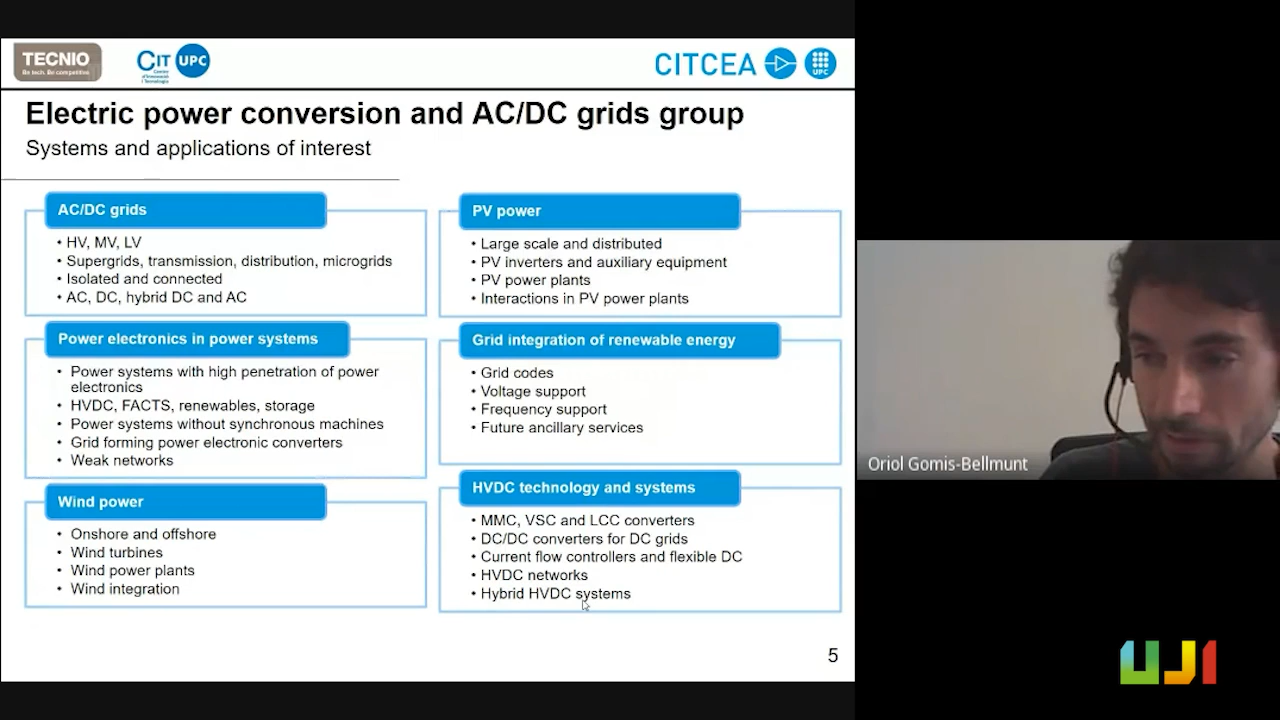 TECNIO
Be tech. Be competitive
CIT UPC
CITCEA UPC
Electric power conversion and AC/DC grids group
Systems and applications of interest
AC/DC grids
• HV, MV, LV
• Supergrids, transmission, distribution, microgrids
• Isolated and connected
• AC, DC, hybrid DC and AC
PV power
• Large scale and distributed
• PV inverters and auxiliary equipment
• PV power plants
• Interactions in PV power plants
Power electronics in power systems
• Power systems with high penetration of power
electronics
• HVDC, FACTS, renewables, storage
• Power systems without synchronous machines
• Grid forming power electronic converters
• Weak networks
Grid integration of renewable energy
• Grid codes
• Voltage support
• Frequency support
• Future ancillary services
Wind power
• Onshore and offshore
• Wind turbines
• Wind power plants
• Wind integration
HVDC technology and systems
• MMC, VSC and LCC converters
• DC/DC converters for DC grids
• Current flow controllers and flexible DC
• HVDC networks
• Hybrid HVDC systems
5
Oriol Gomis-Bellmunt
UJI